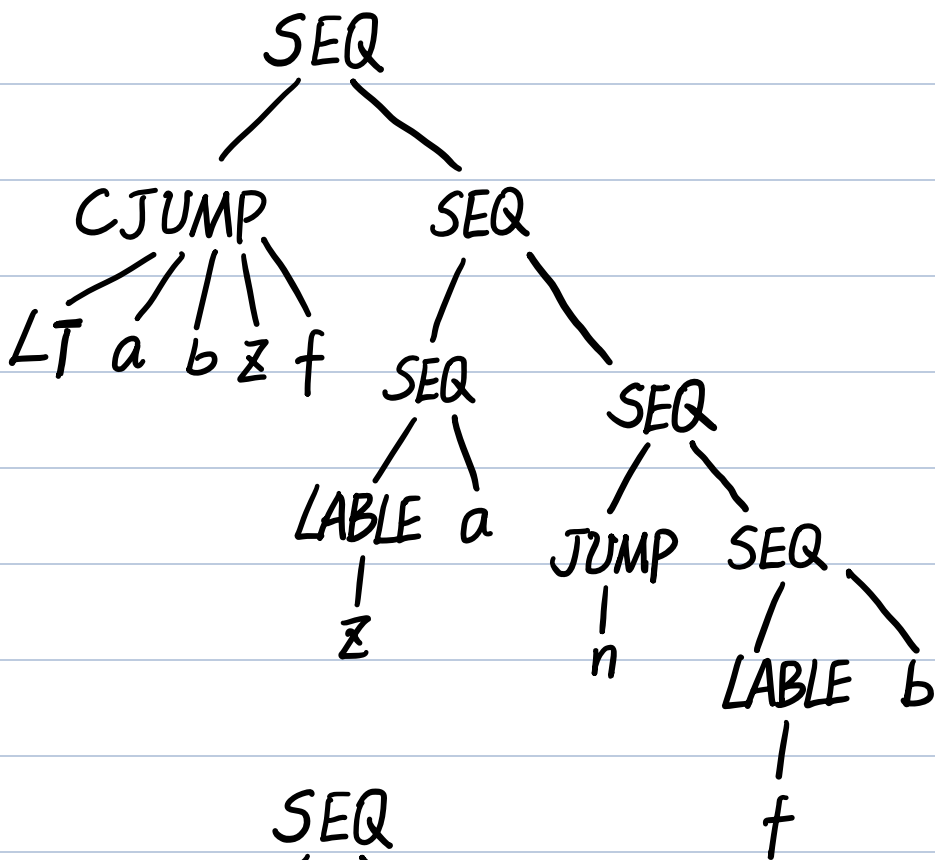 SEQ
CJUMP SEQ
LT a b z f
SEQ SEQ
LABLE a JUMP SEQ
z n
LABLE b
f
SEQ